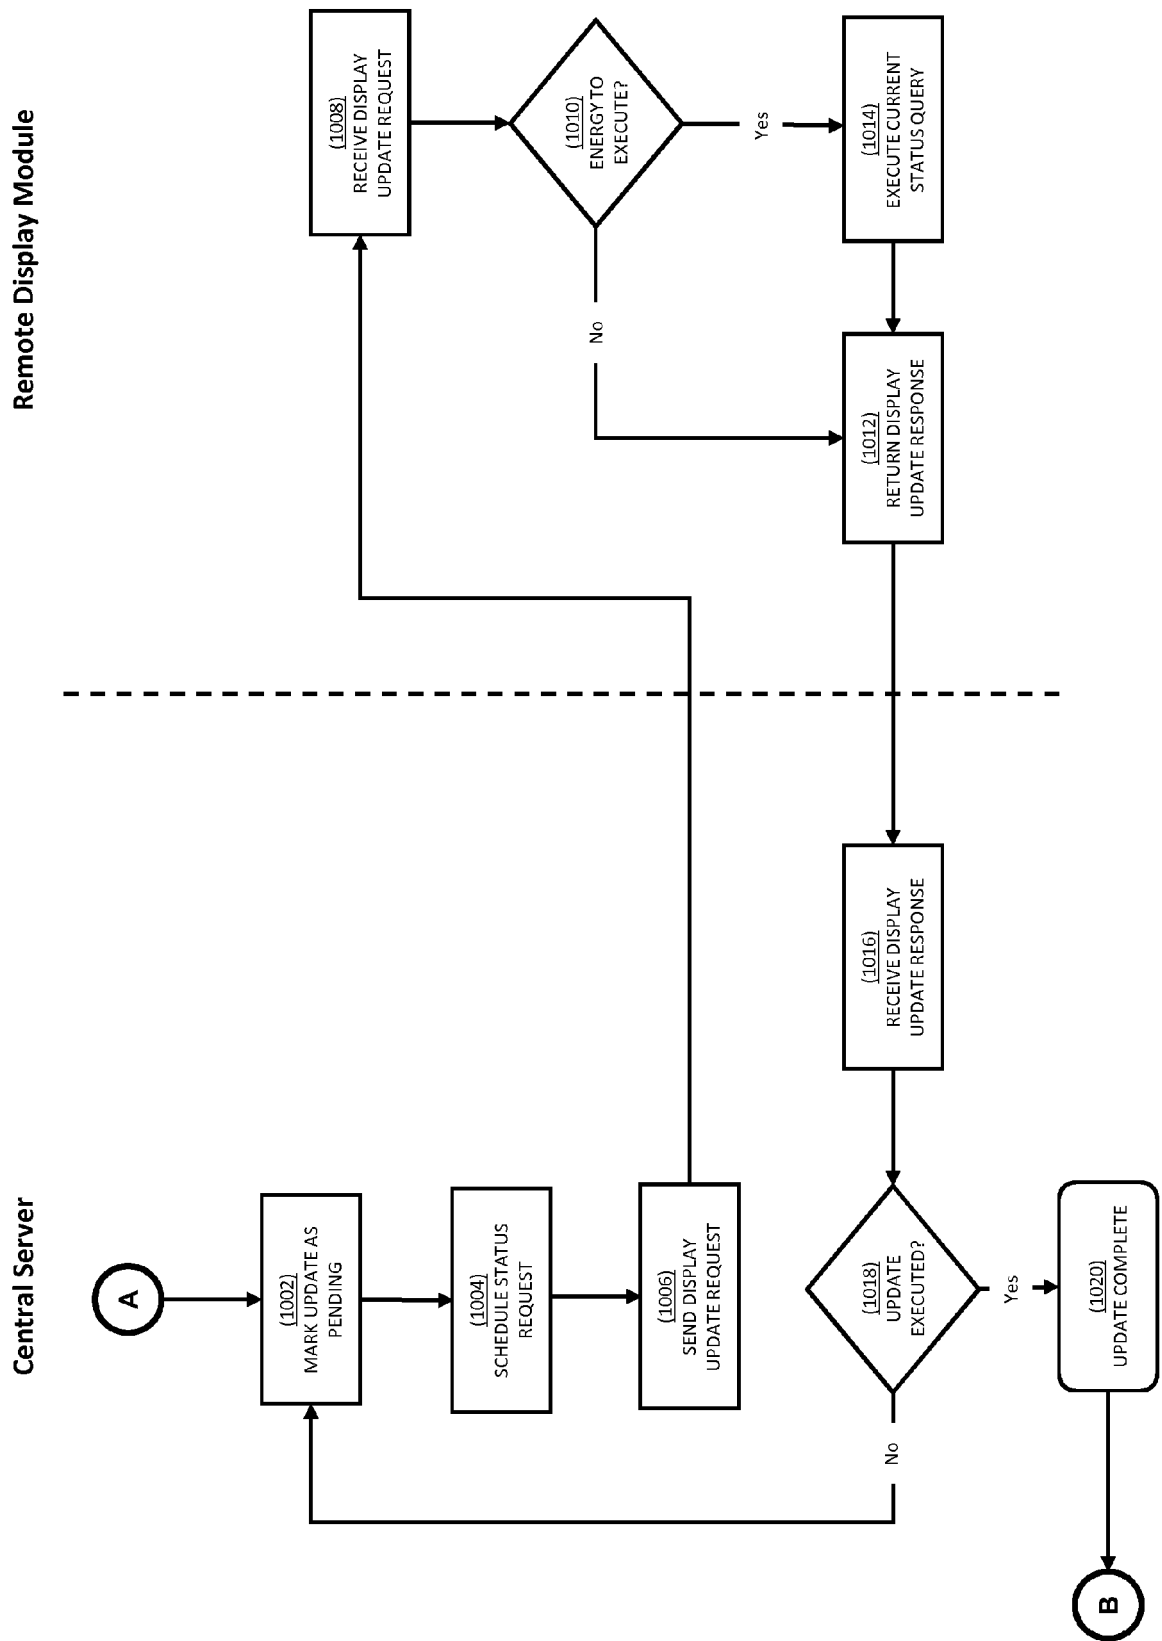 Central Server
Remote Display Module
A
(1002)
MARK UPDATE AS
PENDING
(1004)
SCHEDULE STATUS
REQUEST
(1006)
SEND DISPLAY
UPDATE REQUEST
(1008)
RECEIVE DISPLAY
UPDATE REQUEST
(1010)
ENERGY TO
EXECUTE?
No
Yes
(1014)
EXECUTE CURRENT
STATUS QUERY
(1012)
RETURN DISPLAY
UPDATE RESPONSE
(1016)
RECEIVE DISPLAY
UPDATE RESPONSE
(1018)
UPDATE
EXECUTED?
No
Yes
(1020)
UPDATE COMPLETE
B